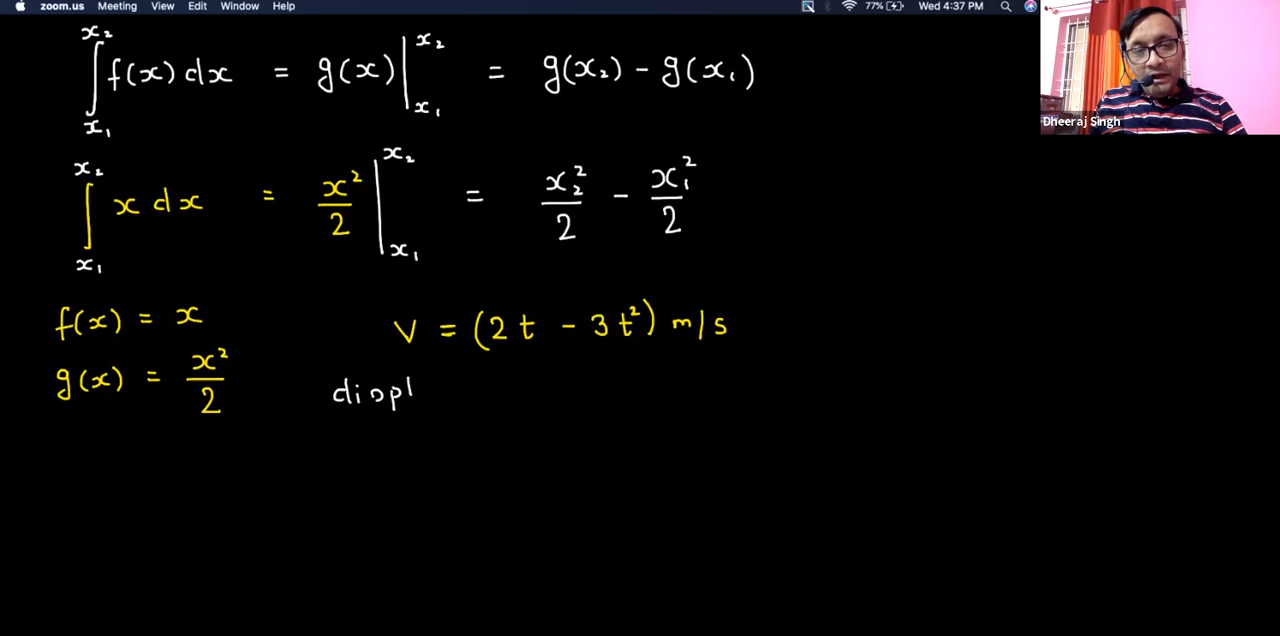 zoom.us Meeting View Edit Window Help 77% Wed 4:37 PM
∫_{x₁}^{x₂} f(x) dx = g(x) |_{x₁}^{x₂} = g(x₂) - g(x₁)
Dheeraj Singh
∫_{x₁}^{x₂} x dx = x²/2 |_{x₁}^{x₂} = x₂²/2 - x₁²/2
f(x) = x
V = (2t - 3t²) m/s
g(x) = x²/2
displ